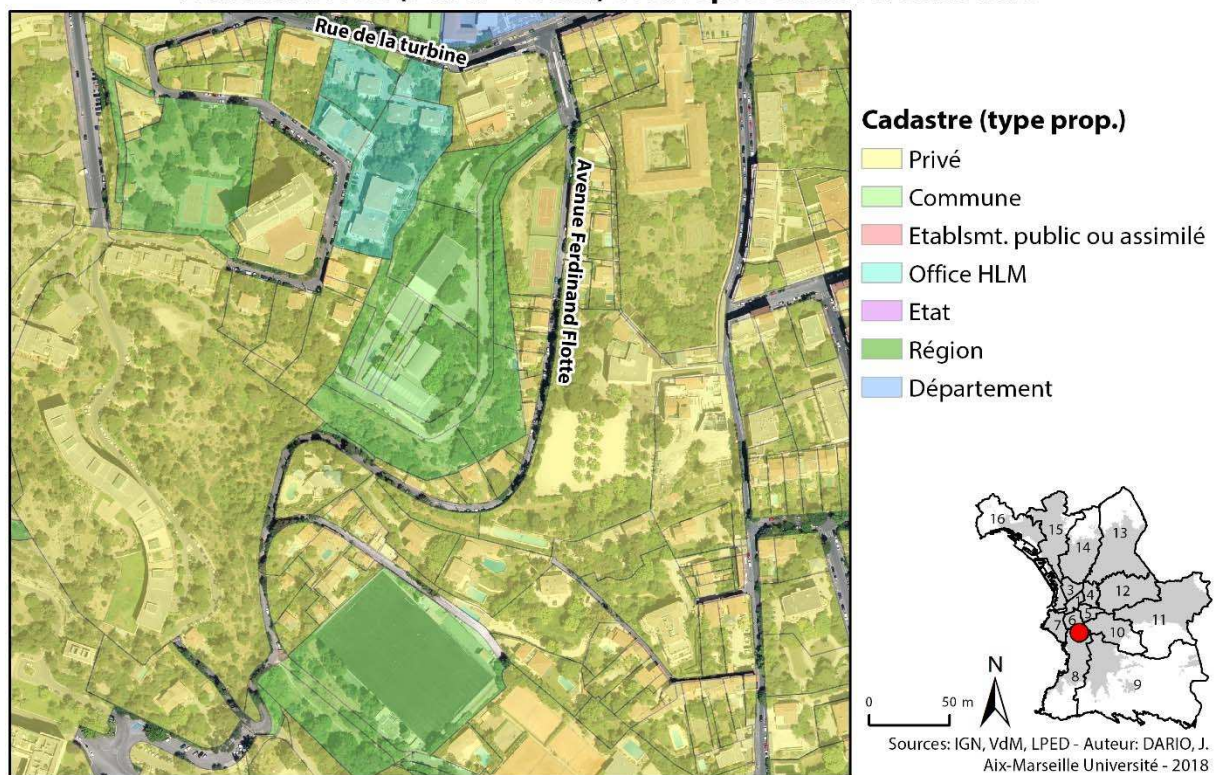 Rue de la turbine
Avenue Ferdinand Flotte
Cadastre (type prop.)
Privé
Commune
Etablsmt. public ou assimilé
Office HLM
Etat
Région
Département
16
15
14
13
3
4
12
5
11
7
6
10
8
9
N
0 50 m
Sources: IGN, VdM, LPED - Auteur: DARIO, J.
Aix-Marseille Université - 2018